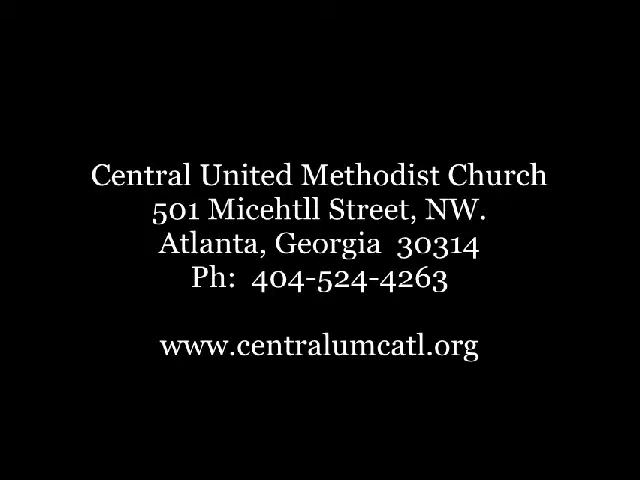 Central United Methodist Church
501 Micehtll Street, NW.
Atlanta, Georgia  30314
Ph:  404-524-4263
www.centralumcatl.org